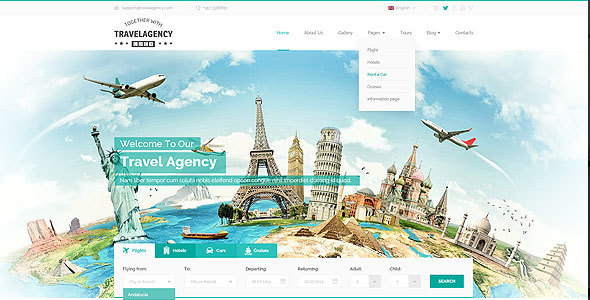 support@travelagency.com
English
TOGETHER WITH
TRAVELAGENCY
Home
About Us
Gallery
Pages
Tours
Blog
Contacts
Flight
Hotels
Rent a Car
Cruises
Information page
Welcome To Our
Travel Agency
Nam liber tempor cum soluta nobis eleifend option congue nihil imperdiet doming id quod.
Flights
Hotels
Cars
Cruises
Flying from:
To:
Departing:
Returning:
Adult:
Child:
City or Airport
City or Airport
SEARCH
Andalucia